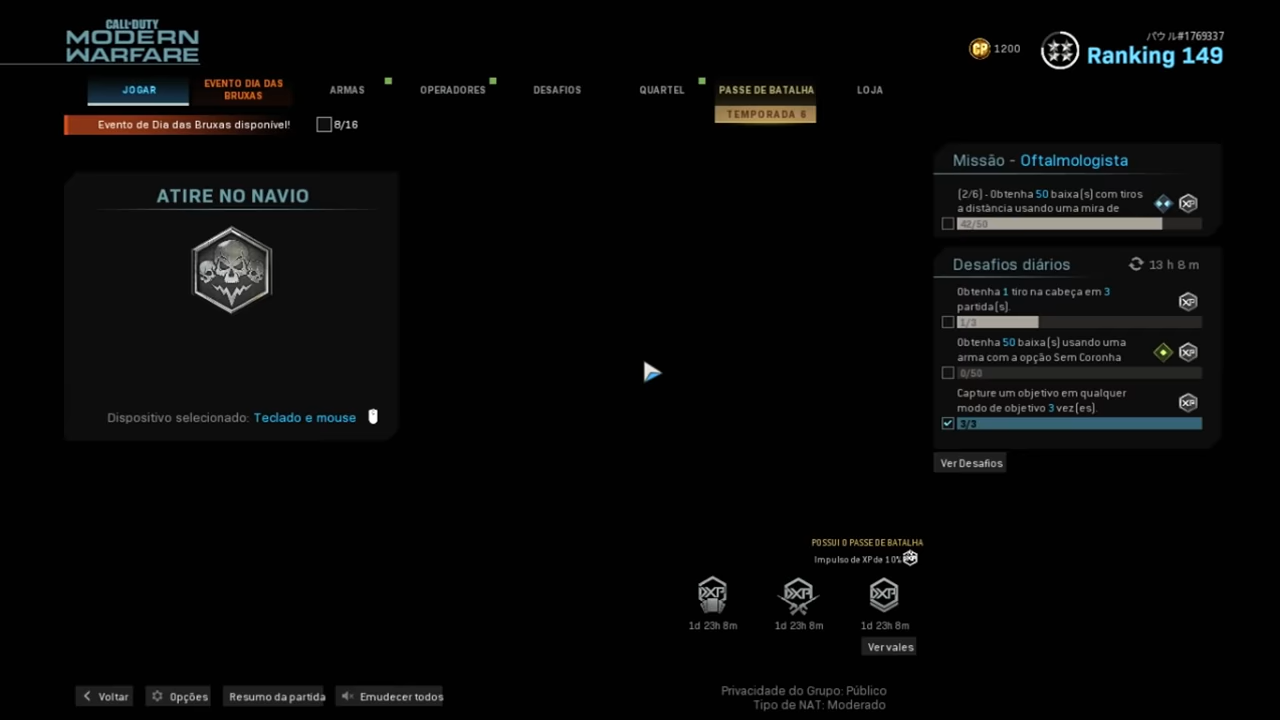 CALL·DUTY
MODERN
WARFARE
1200
パウル#1769337
Ranking 149
JOGAR
EVENTO DIA DAS
BRUXAS
ARMAS
OPERADORES
DESAFIOS
QUARTEL
PASSE DE BATALHA
LOJA
TEMPORADA 6
Evento de Dia das Bruxas disponível!
8/16
ATIRE NO NAVIO
Dispositivo selecionado: Teclado e mouse
Missão - Oftalmologista
(2/6) - Obtenha 50 baixa(s) com tiros
a distância usando uma mira de
XP
42/50
Desafios diários
13 h 8 m
Obtenha 1 tiro na cabeça em 3
partida(s).
XP
1/3
Obtenha 50 baixa(s) usando uma
arma com a opção Sem Coronha
XP
0/50
Capture um objetivo em qualquer
modo de objetivo 3 vez(es).
XP
3/3
Ver Desafios
POSSUI O PASSE DE BATALHA
Impulso de XP de 10%
DXP
DXP
DXP
1d 23h 8m
1d 23h 8m
1d 23h 8m
Ver vales
Voltar
Opções
Resumo da partida
Emudecer todos
Privacidade do Grupo: Público
Tipo de NAT: Moderado